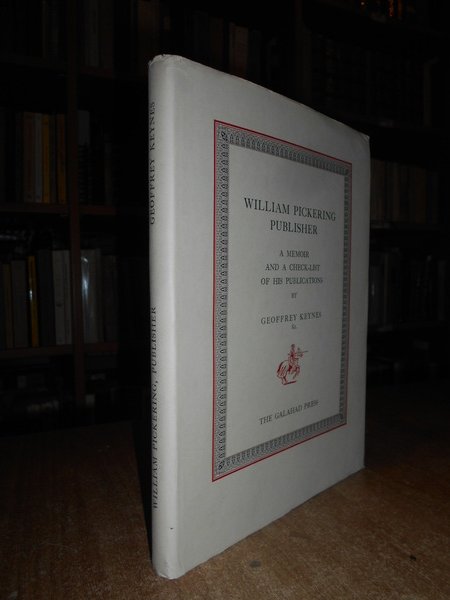 GEOFFREY KEYNES
WILLIAM PICKERING, PUBLISHER
WILLIAM PICKERING
PUBLISHER
A MEMOIR
AND A CHECK-LIST
OF HIS PUBLICATIONS
BY
GEOFFREY KEYNES
&c.
THE GALAHAD PRESS